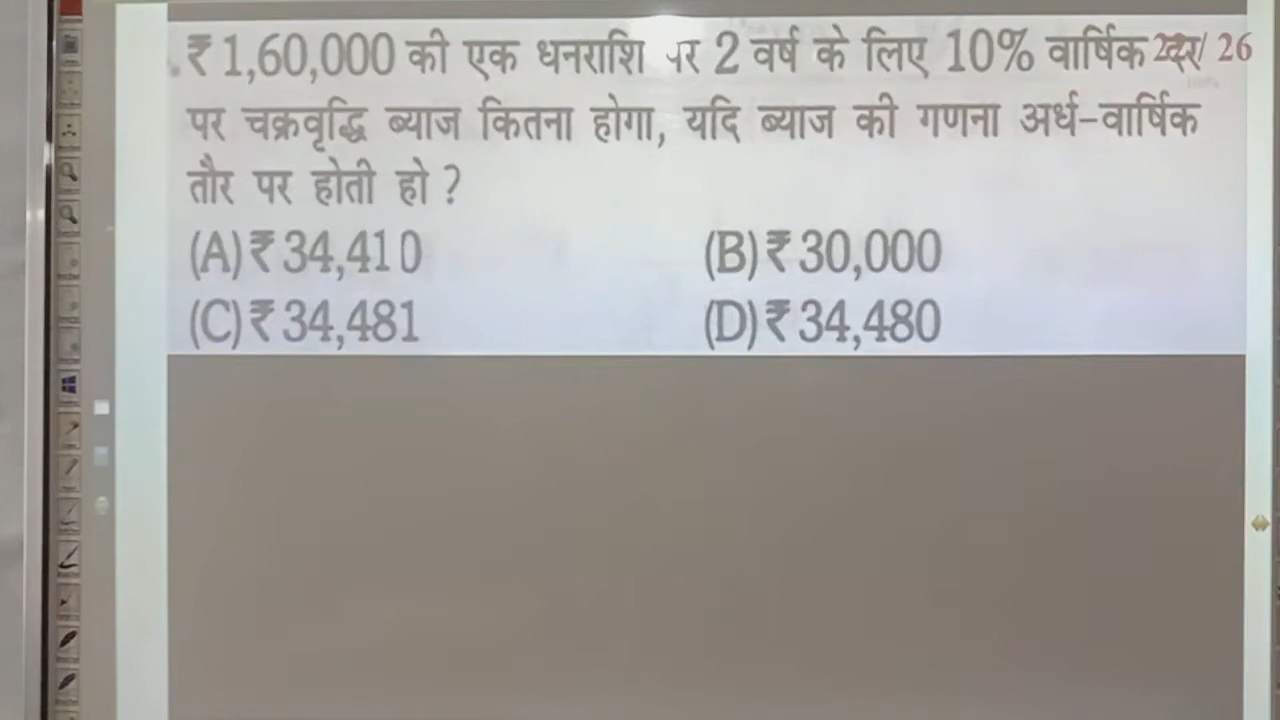 ₹ 1,60,000 की एक धनराशि पर 2 वर्ष के लिए 10% वार्षिक दर / 26
पर चक्रवृद्धि ब्याज कितना होगा, यदि ब्याज की गणना अर्ध-वार्षिक
तौर पर होती हो ?
(A) ₹ 34,410 (B) ₹ 30,000
(C) ₹ 34,481 (D) ₹ 34,480